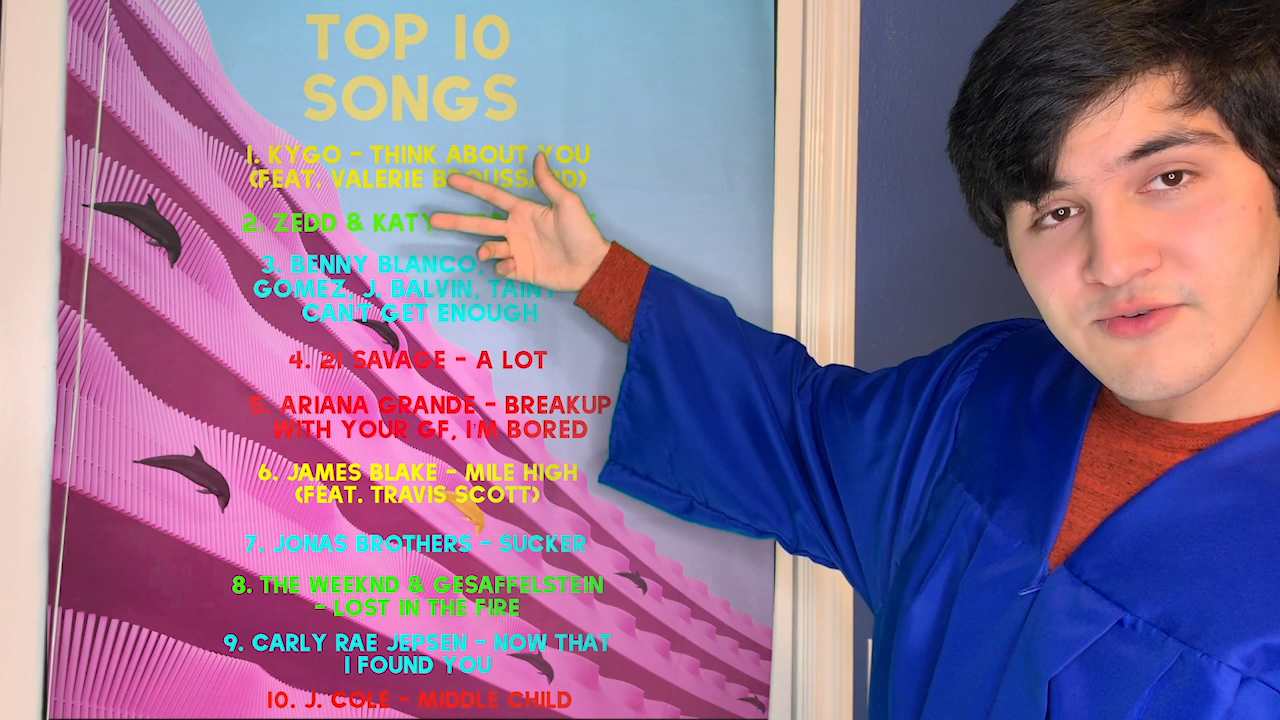 TOP 10
SONGS
1. KYGO - THINK ABOUT YOU
(FEAT. VALERIE BROUSSARD)
2. ZEDD & KATY
3. BENNY BLANCO,
GOMEZ, J. BALVIN, TAINY
CAN'T GET ENOUGH
4. 21 SAVAGE - A LOT
5. ARIANA GRANDE - BREAKUP
WITH YOUR GF, I'M BORED
6. JAMES BLAKE - MILE HIGH
(FEAT. TRAVIS SCOTT)
7. JONAS BROTHERS - SUCKER
8. THE WEEKND & GESAFFELSTEIN
- LOST IN THE FIRE
9. CARLY RAE JEPSEN - NOW THAT
I FOUND YOU
10. J. COLE - MIDDLE CHILD